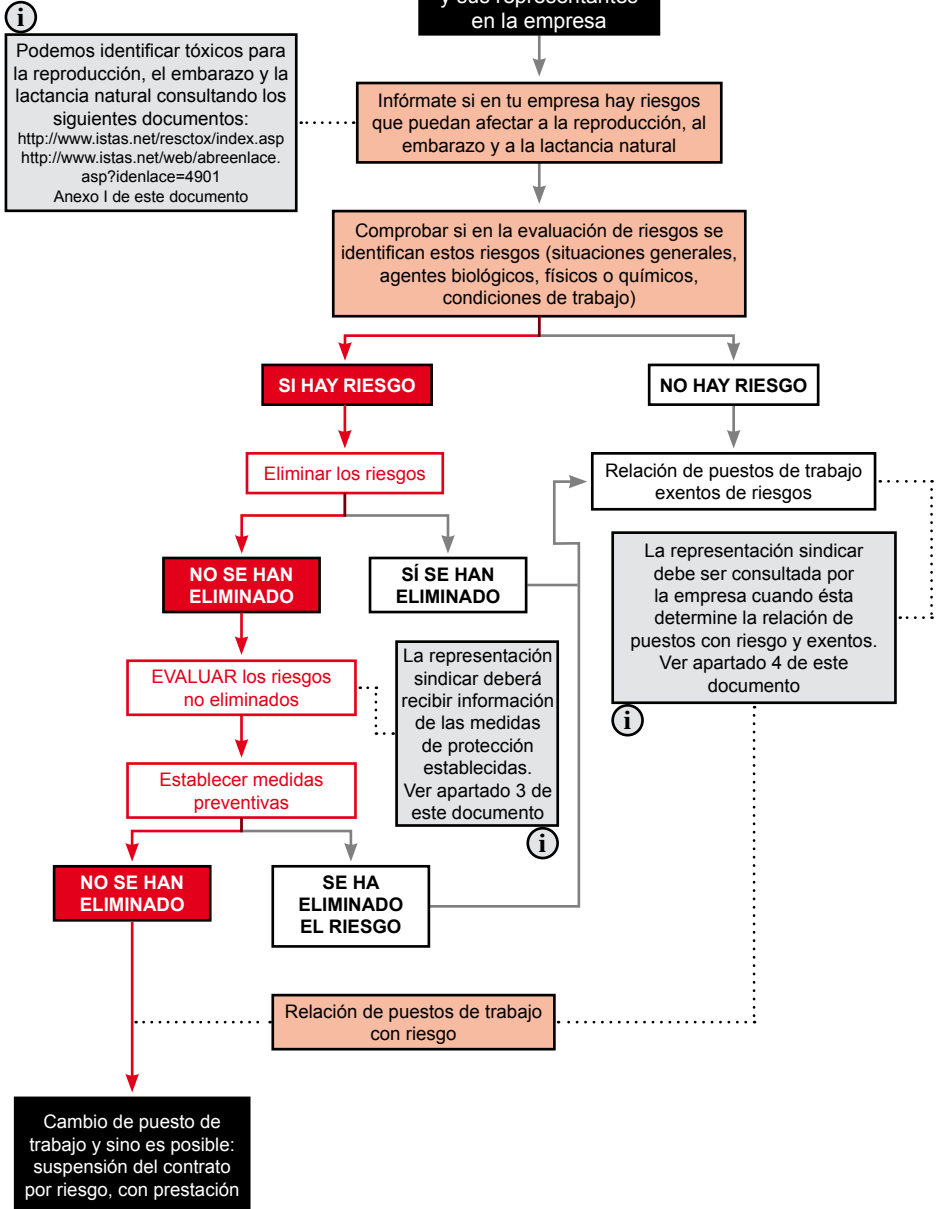 y sus representantes
en la empresa
i
Podemos identificar tóxicos para
la reproducción, el embarazo y la
lactancia natural consultando los
siguientes documentos:
http://www.istas.net/resctox/index.asp
http://www.istas.net/web/abreenlace.
asp?idenlace=4901
Anexo I de este documento
Infórmate si en tu empresa hay riesgos
que puedan afectar a la reproducción, al
embarazo y a la lactancia natural
Comprobar si en la evaluación de riesgos se
identifican estos riesgos (situaciones generales,
agentes biológicos, físicos o químicos,
condiciones de trabajo)
SI HAY RIESGO
NO HAY RIESGO
Eliminar los riesgos
Relación de puestos de trabajo
exentos de riesgos
NO SE HAN
ELIMINADO
SÍ SE HAN
ELIMINADO
La representación sindicar
debe ser consultada por
la empresa cuando ésta
determine la relación de
puestos con riesgo y exentos.
Ver apartado 4 de este
documento
i
EVALUAR los riesgos
no eliminados
La representación
sindicar deberá
recibir información
de las medidas
de protección
establecidas.
Ver apartado 3 de
este documento
i
Establecer medidas
preventivas
NO SE HAN
ELIMINADO
SE HA
ELIMINADO
EL RIESGO
Relación de puestos de trabajo
con riesgo
Cambio de puesto de
trabajo y sino es posible:
suspensión del contrato
por riesgo, con prestación